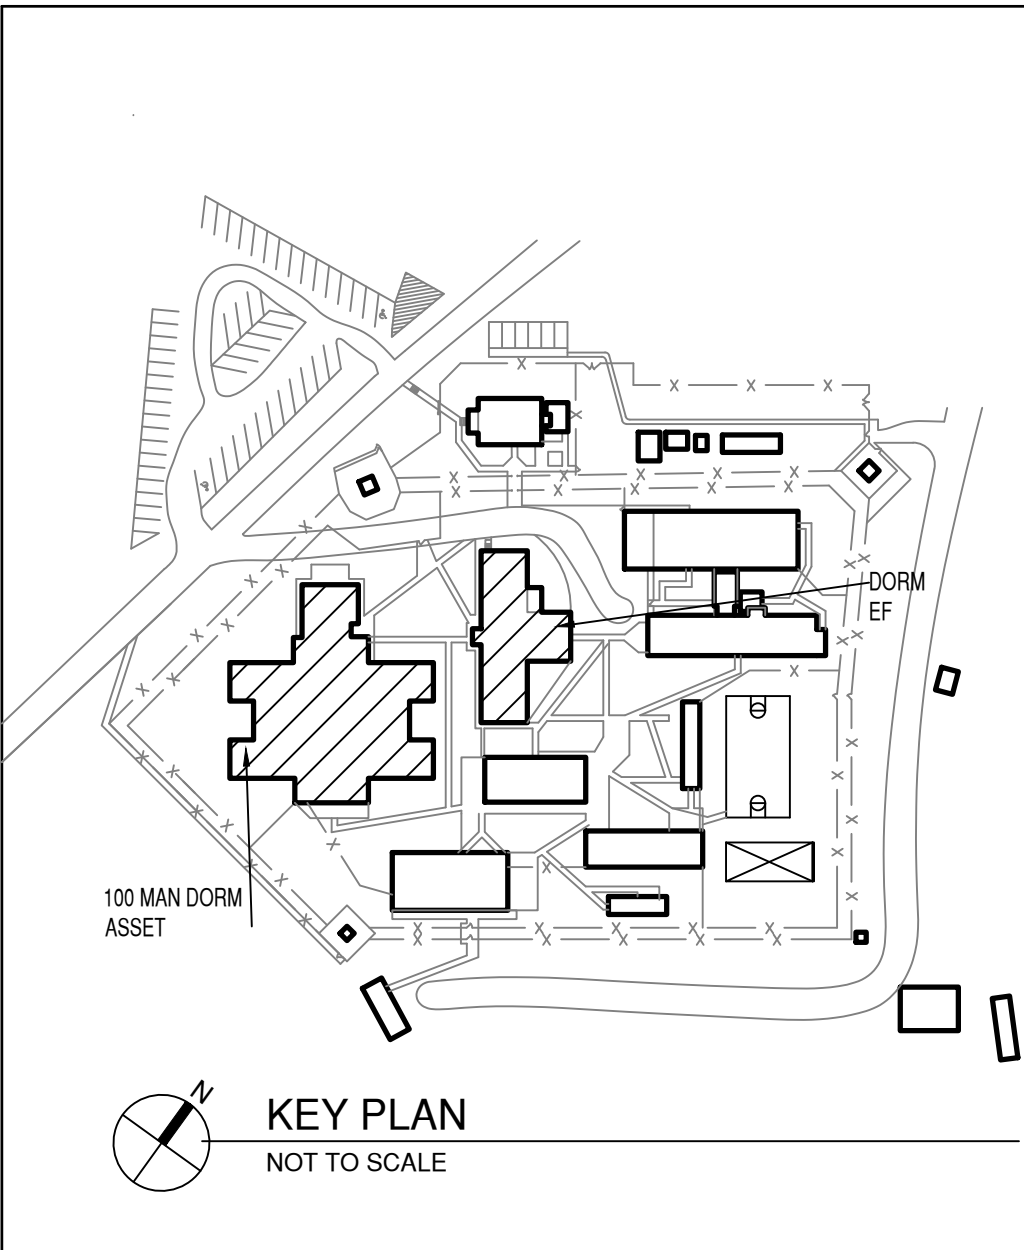 DORM
EF
100 MAN DORM
ASSET
N
KEY PLAN
NOT TO SCALE